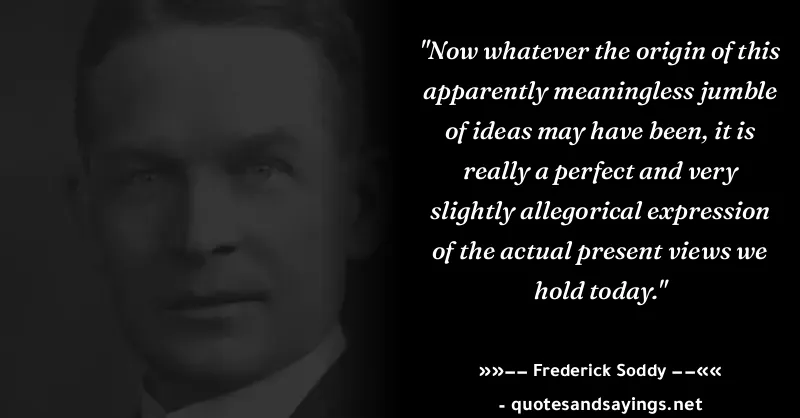 "Now whatever the origin of this
apparently meaningless jumble
of ideas may have been, it is
really a perfect and very
slightly allegorical expression
of the actual present views we
hold today."
»»–– Frederick Soddy ––««
- quotesandsayings.net